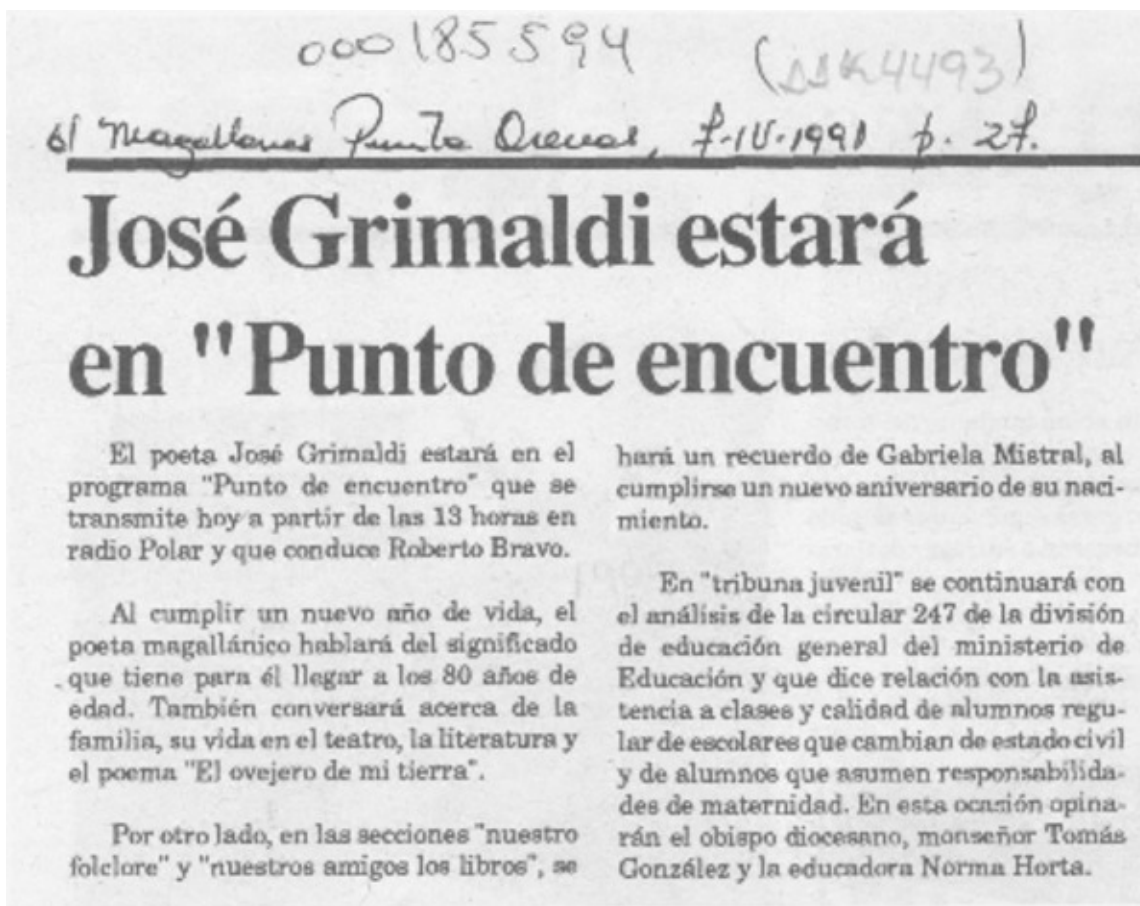 000185594 (ΔΔK4493)
el Magallanes Punta Arenas, 7-IV-1991 p. 27.
José Grimaldi estará
en "Punto de encuentro"
El poeta José Grimaldi estará en el
programa "Punto de encuentro" que se
transmite hoy a partir de las 13 horas en
radio Polar y que conduce Roberto Bravo.
Al cumplir un nuevo año de vida, el
poeta magallánico hablará del significado
que tiene para él llegar a los 80 años de
edad. También conversará acerca de la
familia, su vida en el teatro, la literatura y
el poema "El ovejero de mi tierra".
Por otro lado, en las secciones "nuestro
folclore" y "nuestros amigos los libros", se
hará un recuerdo de Gabriela Mistral, al
cumplirse un nuevo aniversario de su naci-
miento.
En "tribuna juvenil" se continuará con
el análisis de la circular 247 de la división
de educación general del ministerio de
Educación y que dice relación con la asis-
tencia a clases y calidad de alumnos regu-
lar de escolares que cambian de estado civil
y de alumnos que asumen responsabilida-
des de maternidad. En esta ocasión opina-
rán el obispo diocesano, monseñor Tomás
González y la educadora Norma Horta.